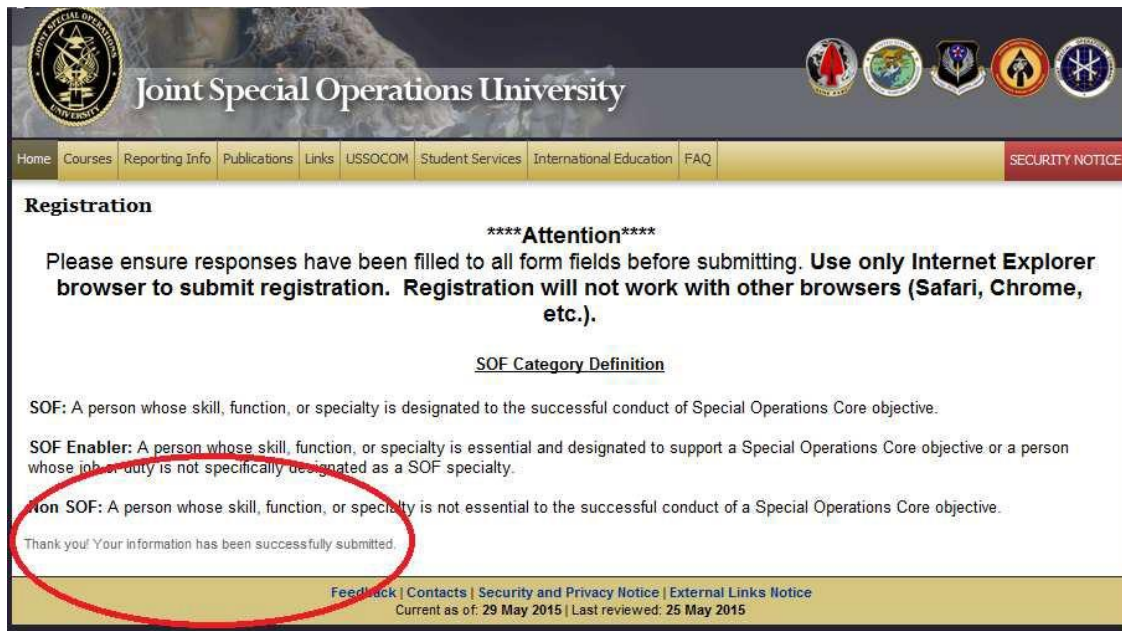 JOINT SPECIAL OPERATIONS
UNIVERSITY
Joint Special Operations University
Home Courses Reporting Info Publications Links USSOCOM Student Services International Education FAQ SECURITY NOTICE
Registration
****Attention****
Please ensure responses have been filled to all form fields before submitting. Use only Internet Explorer
browser to submit registration. Registration will not work with other browsers (Safari, Chrome,
etc.).
SOF Category Definition
SOF: A person whose skill, function, or specialty is designated to the successful conduct of Special Operations Core objective.
SOF Enabler: A person whose skill, function, or specialty is essential and designated to support a Special Operations Core objective or a person
whose job or duty is not specifically designated as a SOF specialty.
Non SOF: A person whose skill, function, or specialty is not essential to the successful conduct of a Special Operations Core objective.
Thank you! Your information has been successfully submitted.
Feedback | Contacts | Security and Privacy Notice | External Links Notice
Current as of: 29 May 2015 | Last reviewed: 25 May 2015